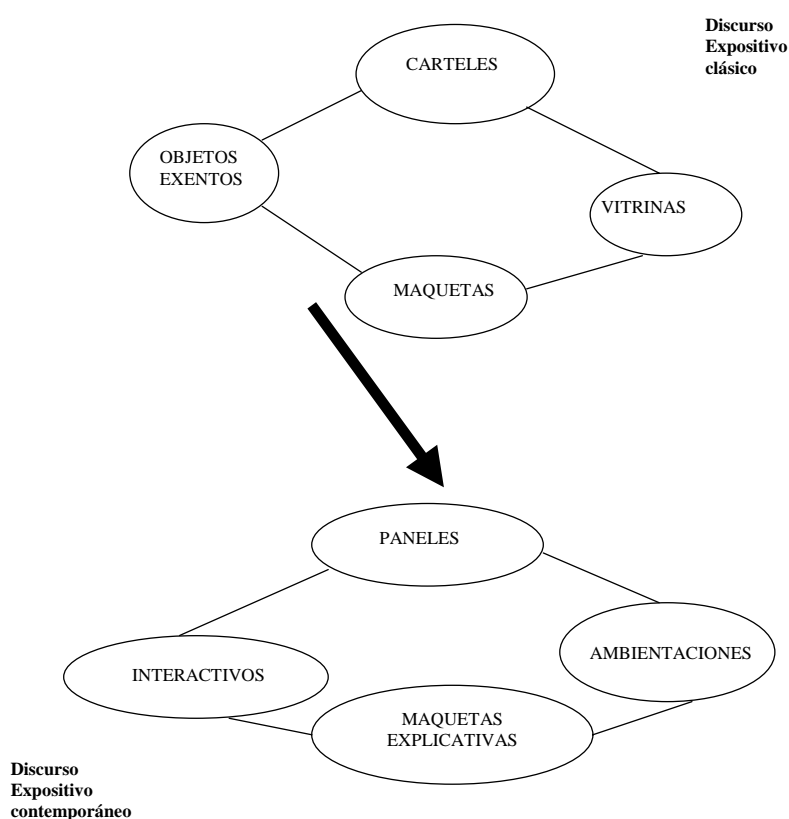 Discurso
Expositivo
clásico
CARTELES
OBJETOS
EXENTOS
VITRINAS
MAQUETAS
PANELES
AMBIENTACIONES
INTERACTIVOS
MAQUETAS
EXPLICATIVAS
Discurso
Expositivo
contemporáneo